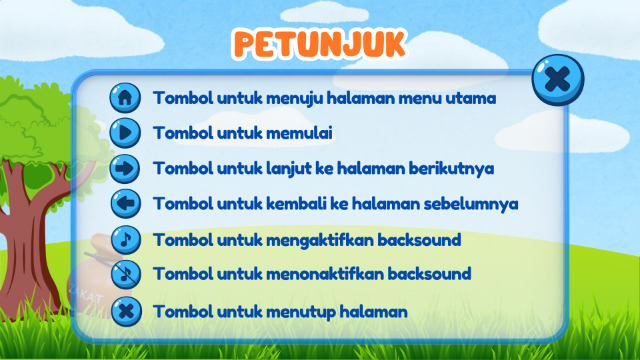 PETUNJUK
Tombol untuk menuju halaman menu utama
Tombol untuk memulai
Tombol untuk lanjut ke halaman berikutnya
Tombol untuk kembali ke halaman sebelumnya
Tombol untuk mengaktifkan backsound
Tombol untuk menonaktifkan backsound
ZAKAT
Tombol untuk menutup halaman